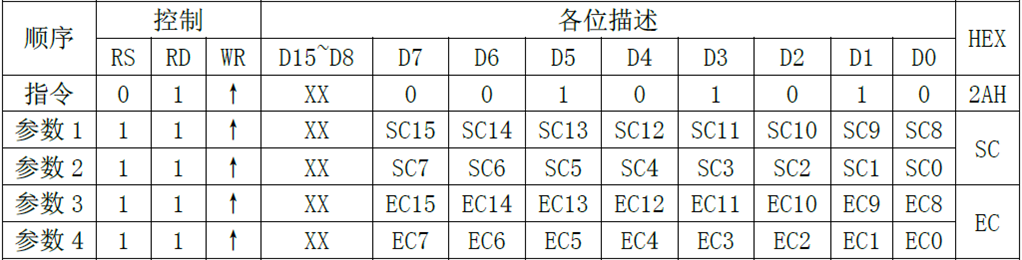 顺序 控制 各位描述 HEX
RS RD WR D15~D8 D7 D6 D5 D4 D3 D2 D1 D0
指令 0 1 ↑ XX 0 0 1 0 1 0 1 0 2AH
参数1 1 1 ↑ XX SC15 SC14 SC13 SC12 SC11 SC10 SC9 SC8 SC
参数2 1 1 ↑ XX SC7 SC6 SC5 SC4 SC3 SC2 SC1 SC0
参数3 1 1 ↑ XX EC15 EC14 EC13 EC12 EC11 EC10 EC9 EC8 EC
参数4 1 1 ↑ XX EC7 EC6 EC5 EC4 EC3 EC2 EC1 EC0